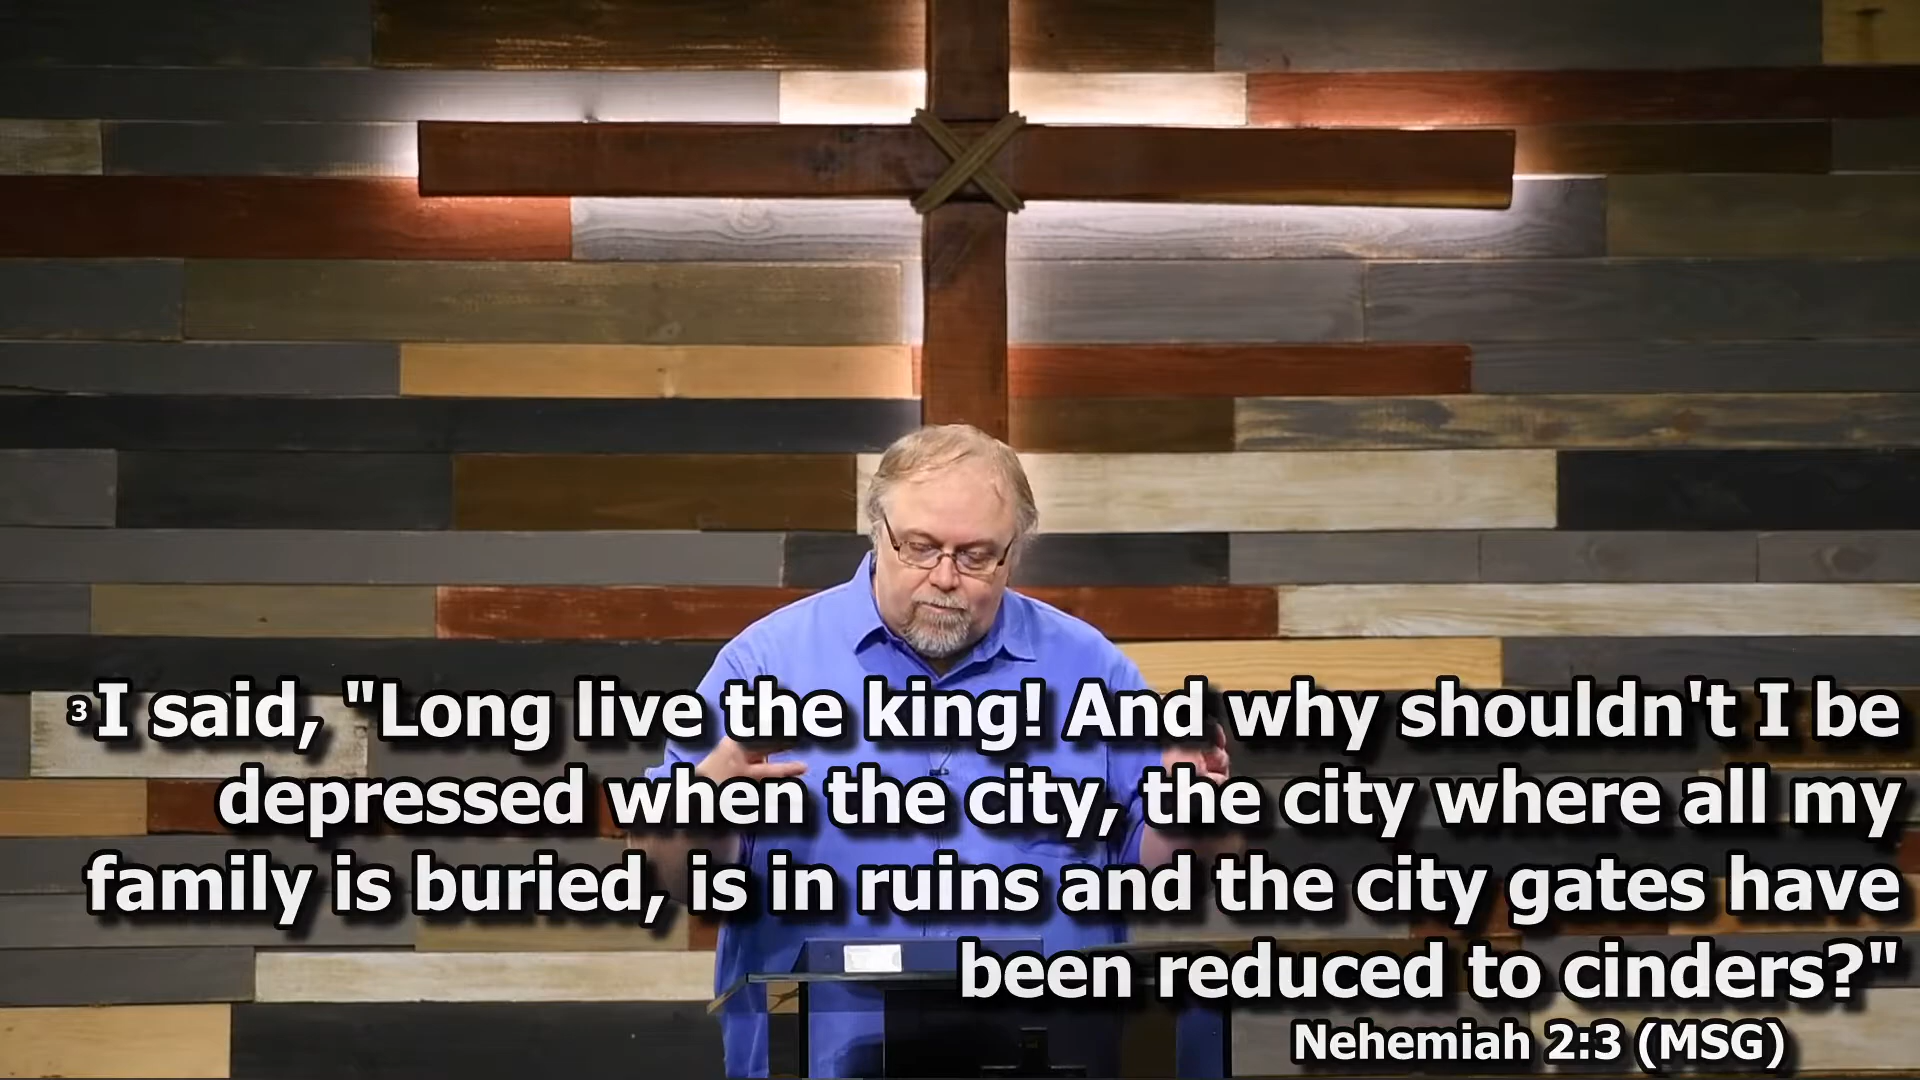 3I said, "Long live the king! And why shouldn't I be
depressed when the city, the city where all my
family is buried, is in ruins and the city gates have
been reduced to cinders?"
Nehemiah 2:3 (MSG)